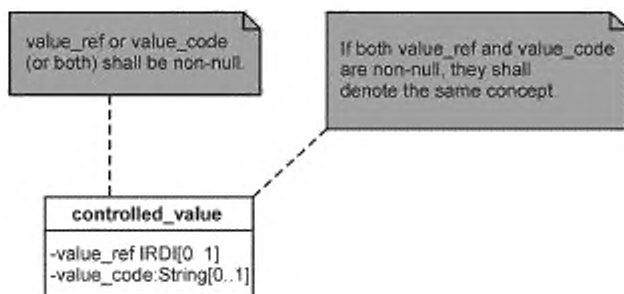 value_ref or value_code
(or both) shall be non-null.
If both value_ref and value_code
are non-null, they shall
denote the same concept
controlled_value
-value_ref IRDI[0 1]
-value_code:String[0..1]